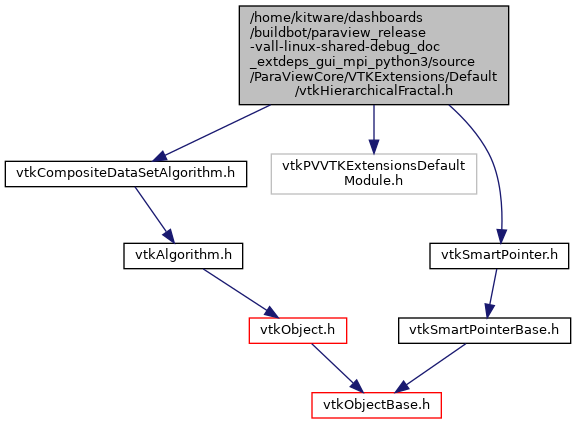 /home/kitware/dashboards
/buildbot/paraview_release
-vall-linux-shared-debug_doc
_extdeps_gui_mpi_python3/source
/ParaViewCore/VTKExtensions/Default
/vtkHierarchicalFractal.h
vtkCompositeDataSetAlgorithm.h
vtkPVVTKExtensionsDefault
Module.h
vtkAlgorithm.h
vtkSmartPointer.h
vtkObject.h
vtkSmartPointerBase.h
vtkObjectBase.h